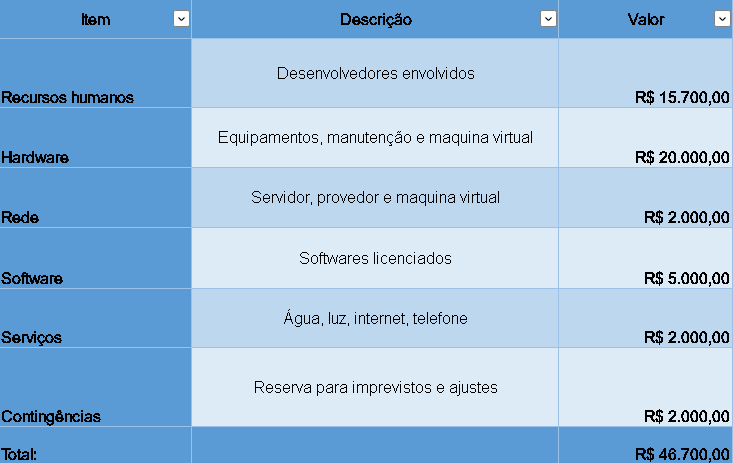 Item Descrição Valor
Desenvolvedores envolvidos
Recursos humanos R$ 15.700,00
Equipamentos, manutenção e maquina virtual
Hardware R$ 20.000,00
Servidor, provedor e maquina virtual
Rede R$ 2.000,00
Softwares licenciados
Software R$ 5.000,00
Água, luz, internet, telefone
Serviços R$ 2.000,00
Reserva para imprevistos e ajustes
Contingências R$ 2.000,00
Total: R$ 46.700,00